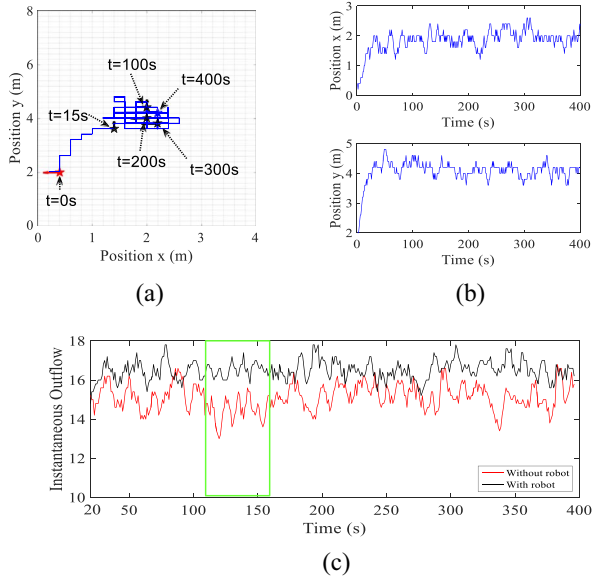 8
6
4
2
0
Position y (m)
t=100s
t=400s
t=15s
t=200s
t=300s
t=0s
0 1 2 3 4
Position x (m)
(a)
3
2
1
0
Position x (m)
0 100 200 300 400
Time (s)
5
4
3
2
Position y (m)
0 100 200 300 400
Time (s)
(b)
18
16
14
12
10
Instantaneous Outflow
Without robot
With robot
20 50 100 150 200 250 300 350 400
Time (s)
(c)